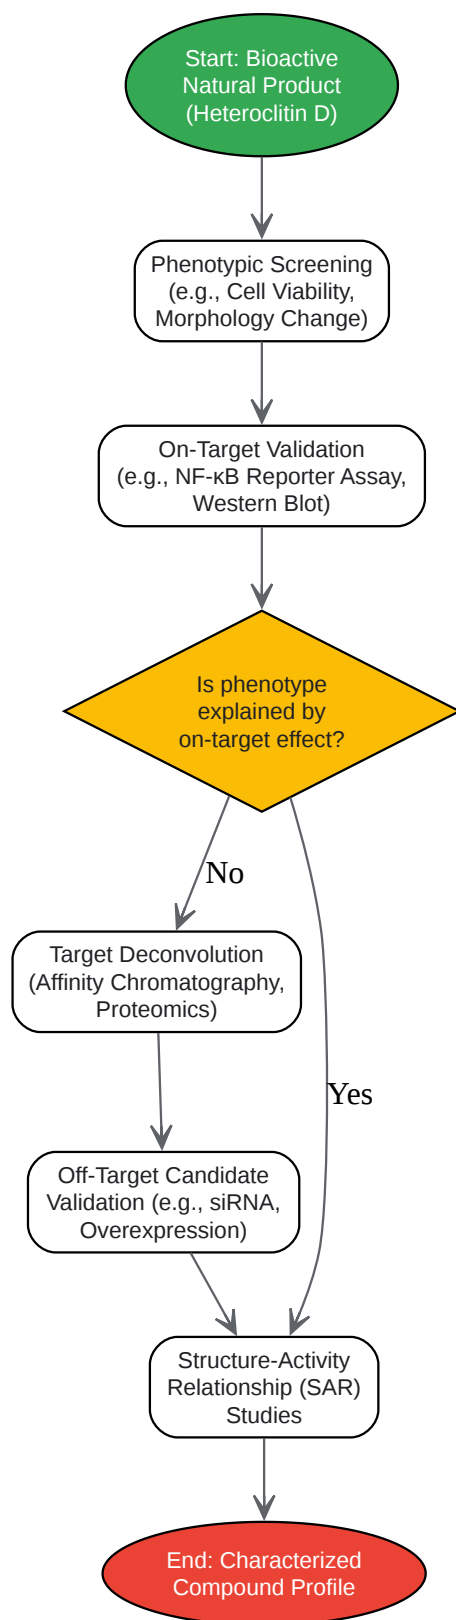 Start: Bioactive
Natural Product
(Heteroclitin D)
Phenotypic Screening
(e.g., Cell Viability,
Morphology Change)
On-Target Validation
(e.g., NF-κB Reporter Assay,
Western Blot)
Is phenotype
explained by
on-target effect?
No
Target Deconvolution
(Affinity Chromatography,
Proteomics)
Yes
Off-Target Candidate
Validation (e.g., siRNA,
Overexpression)
Structure-Activity
Relationship (SAR)
Studies
End: Characterized
Compound Profile